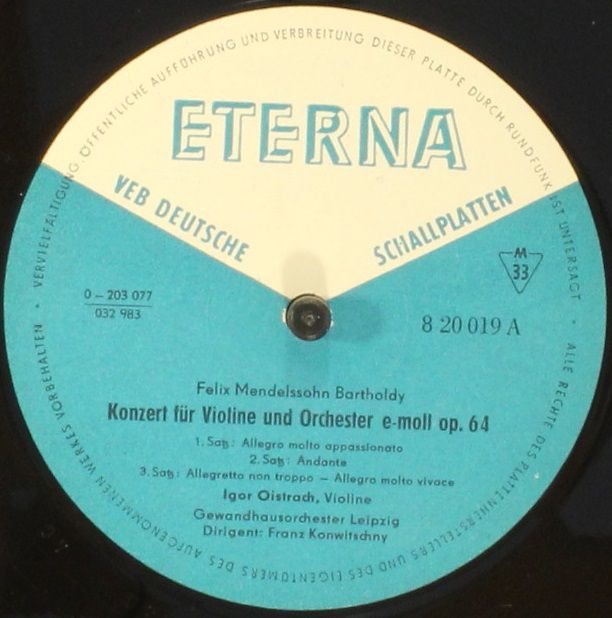 VERVIELFÄLTIGUNG, ÖFFENTLICHE AUFFÜHRUNG UND VERBREITUNG DIESER PLATTE DURCH RUNDFUNK IST UNTERSAGT • ALLE RECHTE DES PLATTENHERSTELLERS UND DES EIGENTÜMERS DES AUFGENOMMENEN WERKES VORBEHALTEN •
ETERNA
VEB DEUTSCHE SCHALLPLATTEN
M
33
0 – 203 077
032 983
8 20 019 A
Felix Mendelssohn Bartholdy
Konzert für Violine und Orchester e-moll op. 64
1. Satz: Allegro molto appassionato
2. Satz: Andante
3. Satz: Allegretto non troppo – Allegro molto vivace
Igor Oistrach, Violine
Gewandhausorchester Leipzig
Dirigent: Franz Konwitschny